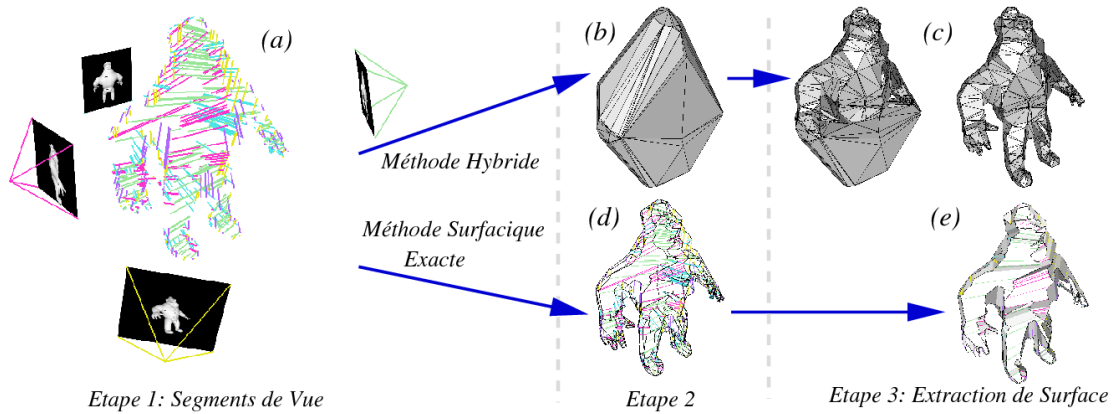 (a)
(b)
(c)
Méthode Hybride
(d)
(e)
Méthode Surfacique
Exacte
Etape 1: Segments de Vue
Etape 2
Etape 3: Extraction de Surface